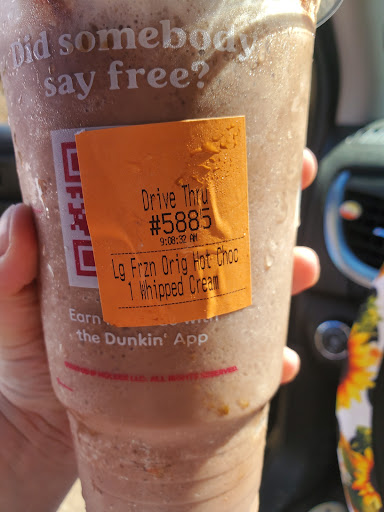 Did somebody
say free?
Drive Thru
#5885
9:08:32 AM
Lg Frzn Orig Hot Choc
1 Whipped Cream
Earn
with
the Dunkin' App